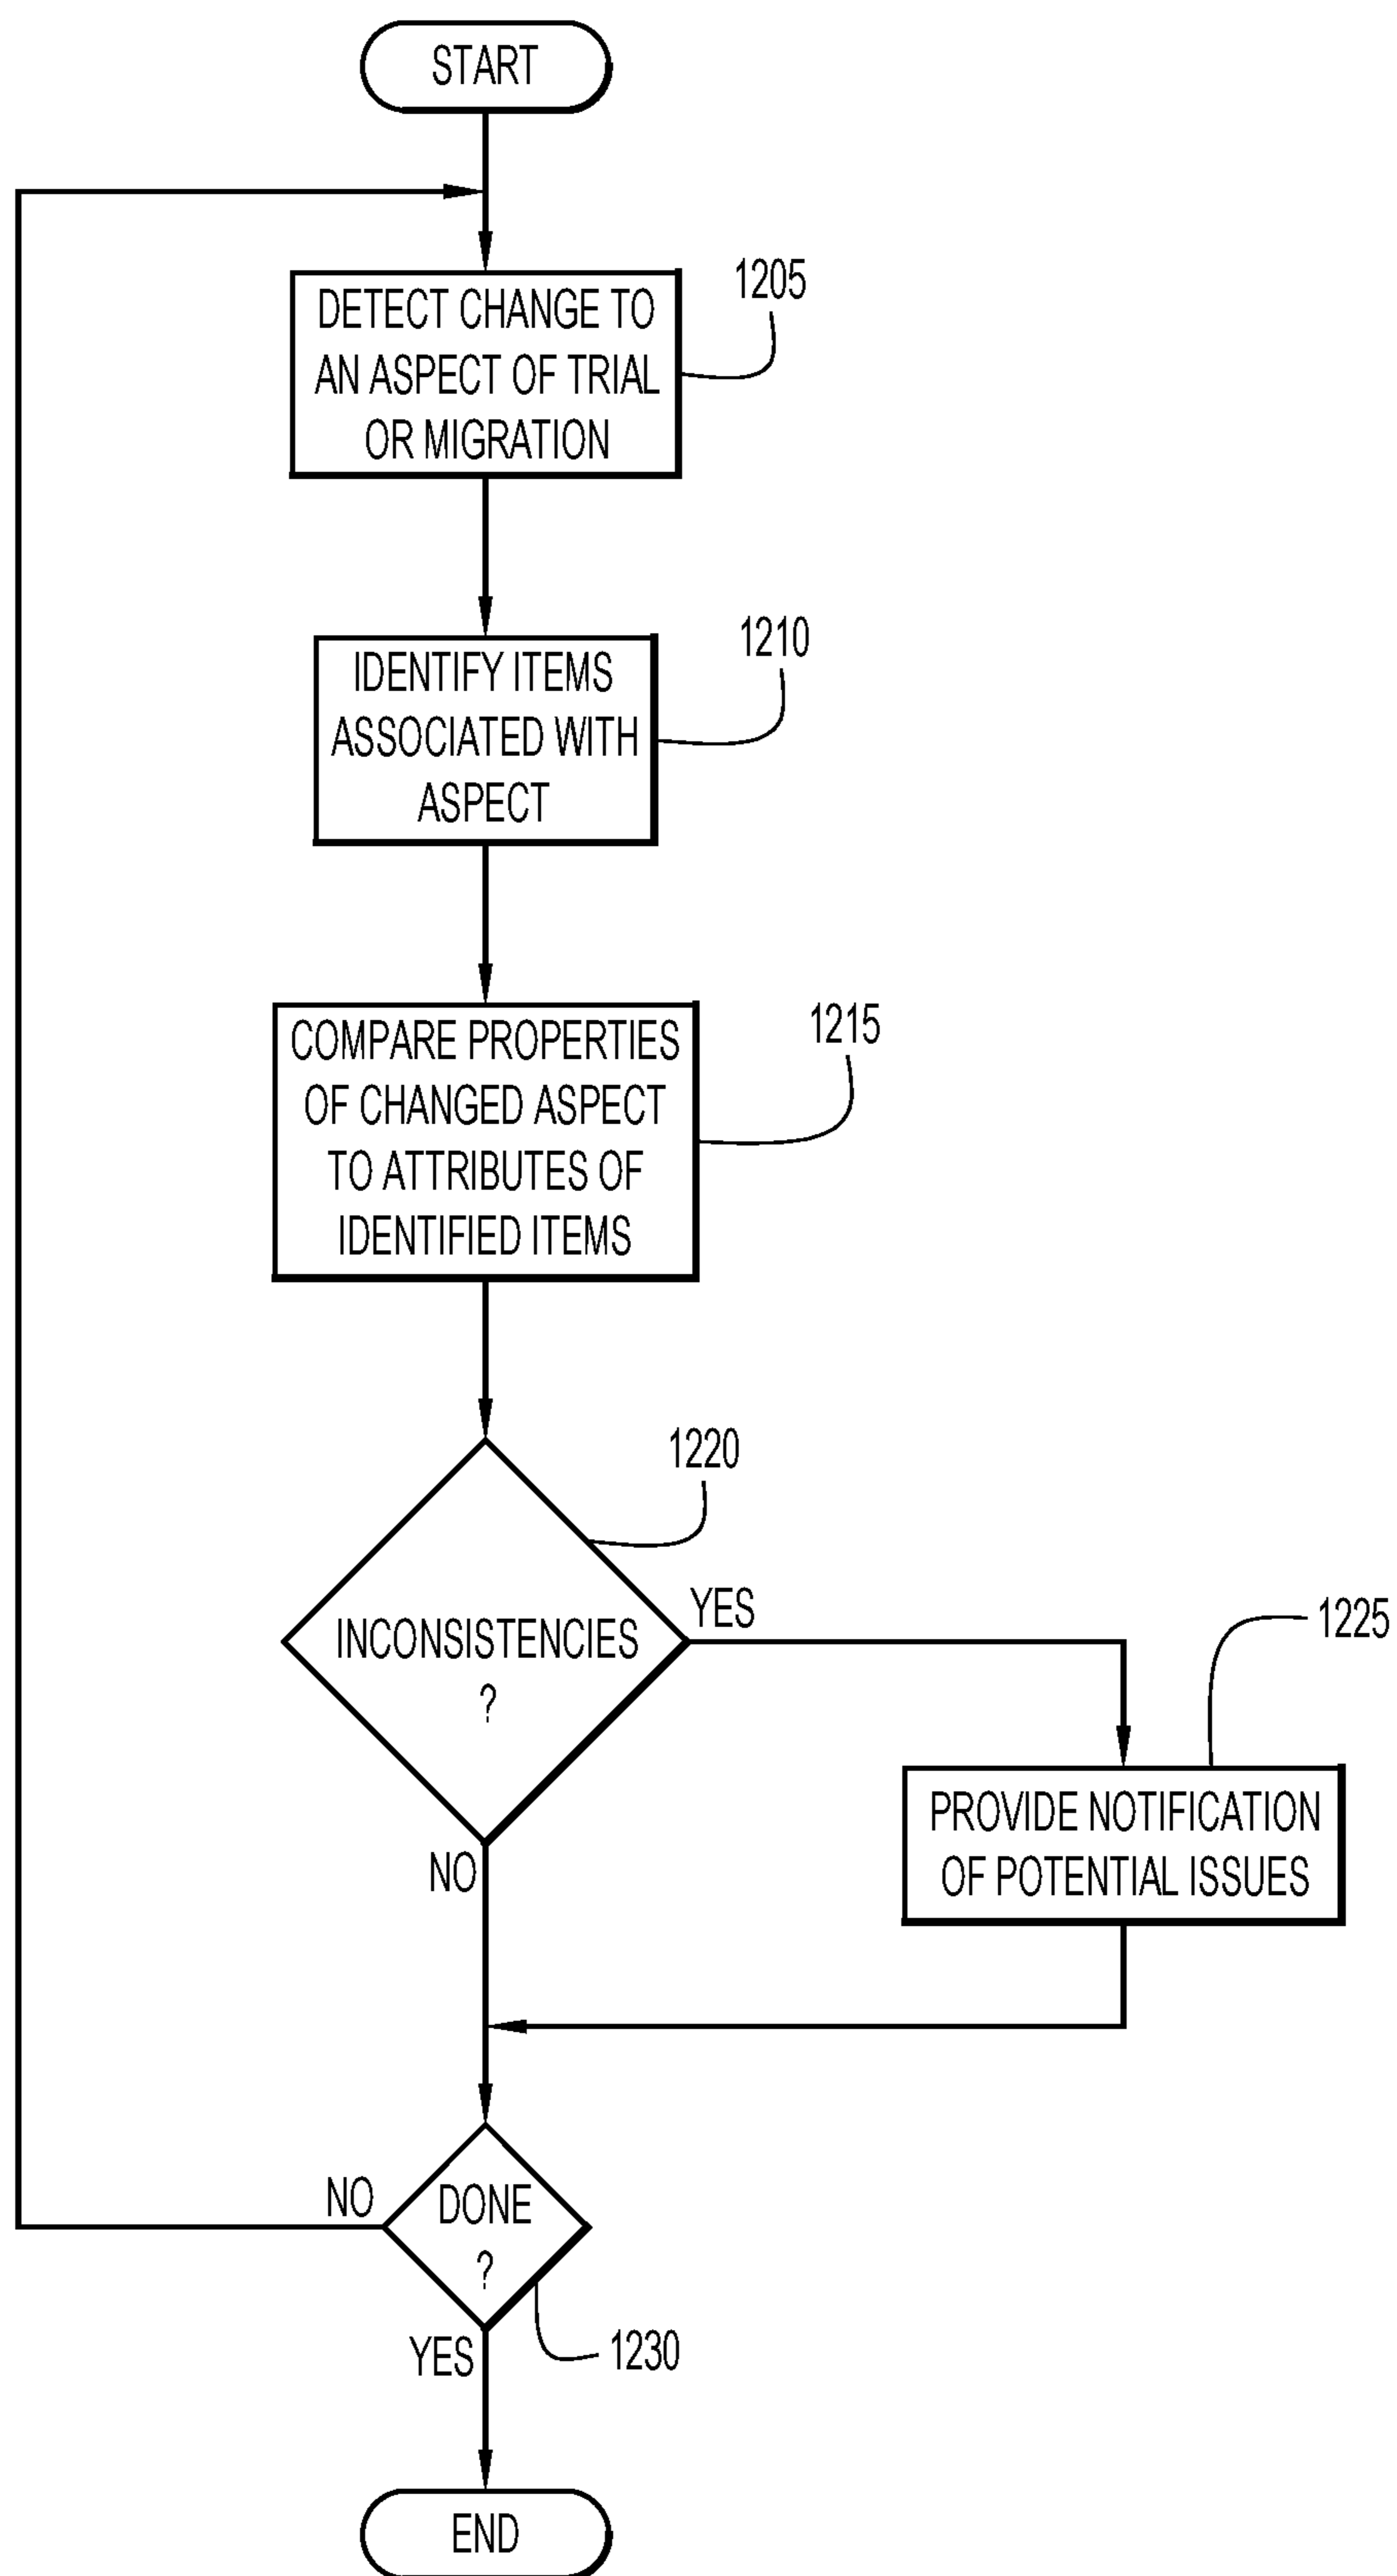 START
DETECT CHANGE TO
AN ASPECT OF TRIAL
OR MIGRATION
1205
IDENTIFY ITEMS
ASSOCIATED WITH
ASPECT
1210
COMPARE PROPERTIES
OF CHANGED ASPECT
TO ATTRIBUTES OF
IDENTIFIED ITEMS
1215
INCONSISTENCIES
?
1220
YES
1225
PROVIDE NOTIFICATION
OF POTENTIAL ISSUES
NO
DONE
?
NO
1230
YES
END